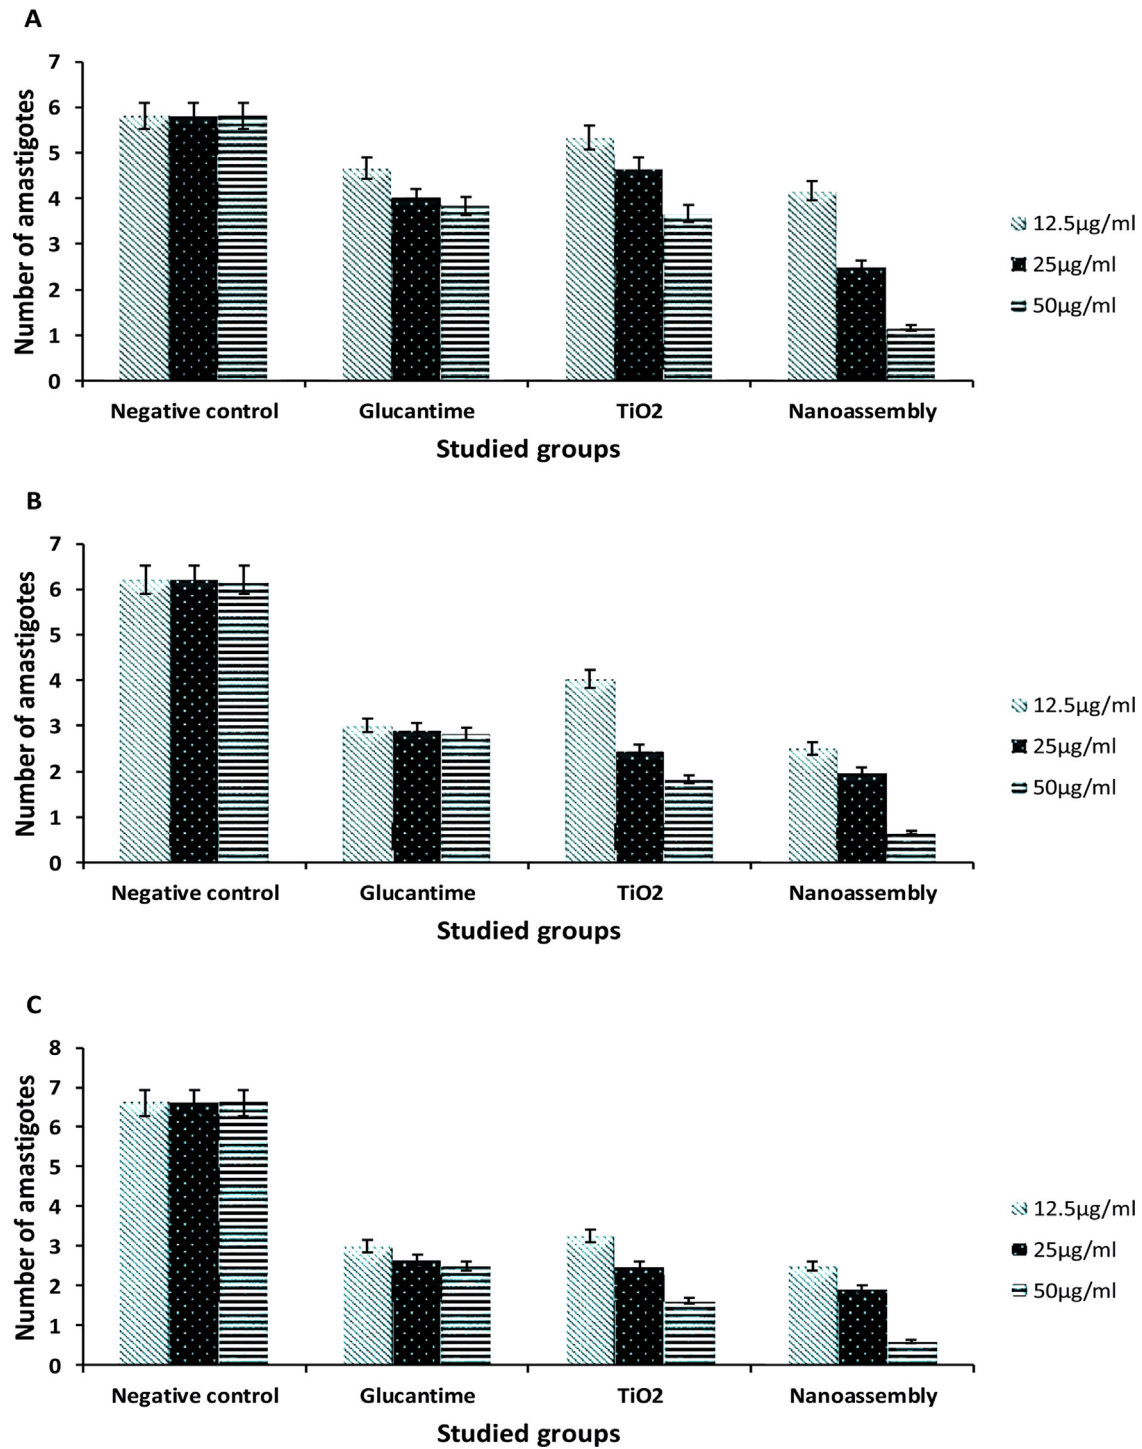 A
7
6
5
4
3
2
1
0
Number of amastigotes
Negative control Glucantime TiO2 Nanoassembly
Studied groups
12.5µg/ml
25µg/ml
50µg/ml
B
7
6
5
4
3
2
1
0
Number of amastigotes
Negative control Glucantime TiO2 Nanoassembly
Studied groups
12.5µg/ml
25µg/ml
50µg/ml
C
8
7
6
5
4
3
2
1
0
Number of amastigotes
Negative control Glucantime TiO2 Nanoassembly
Studied groups
12.5µg/ml
25µg/ml
50µg/ml